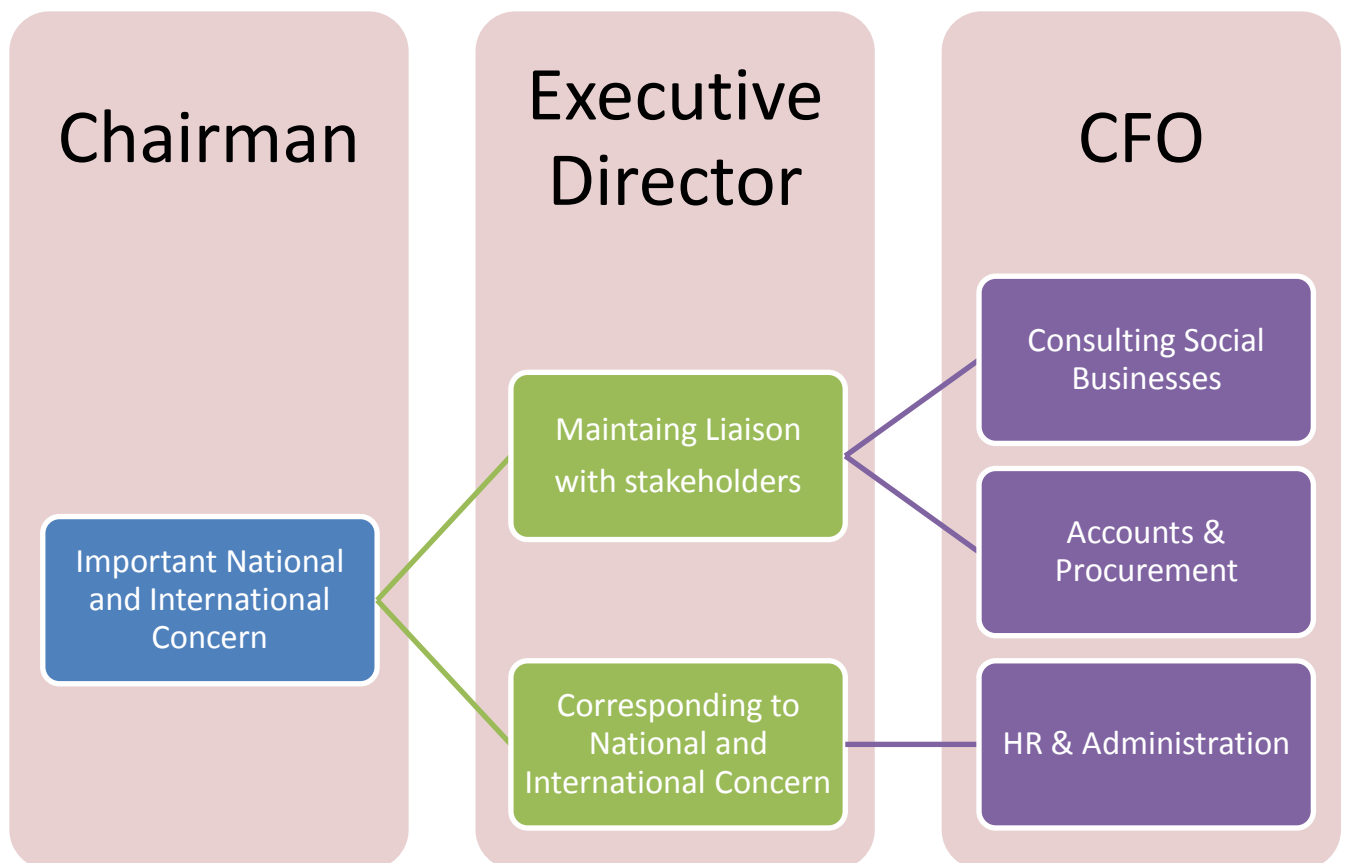 Chairman
Executive
Director
CFO
Important National
and International
Concern
Maintaing Liaison
with stakeholders
Corresponding to
National and
International Concern
Consulting Social
Businesses
Accounts &
Procurement
HR & Administration